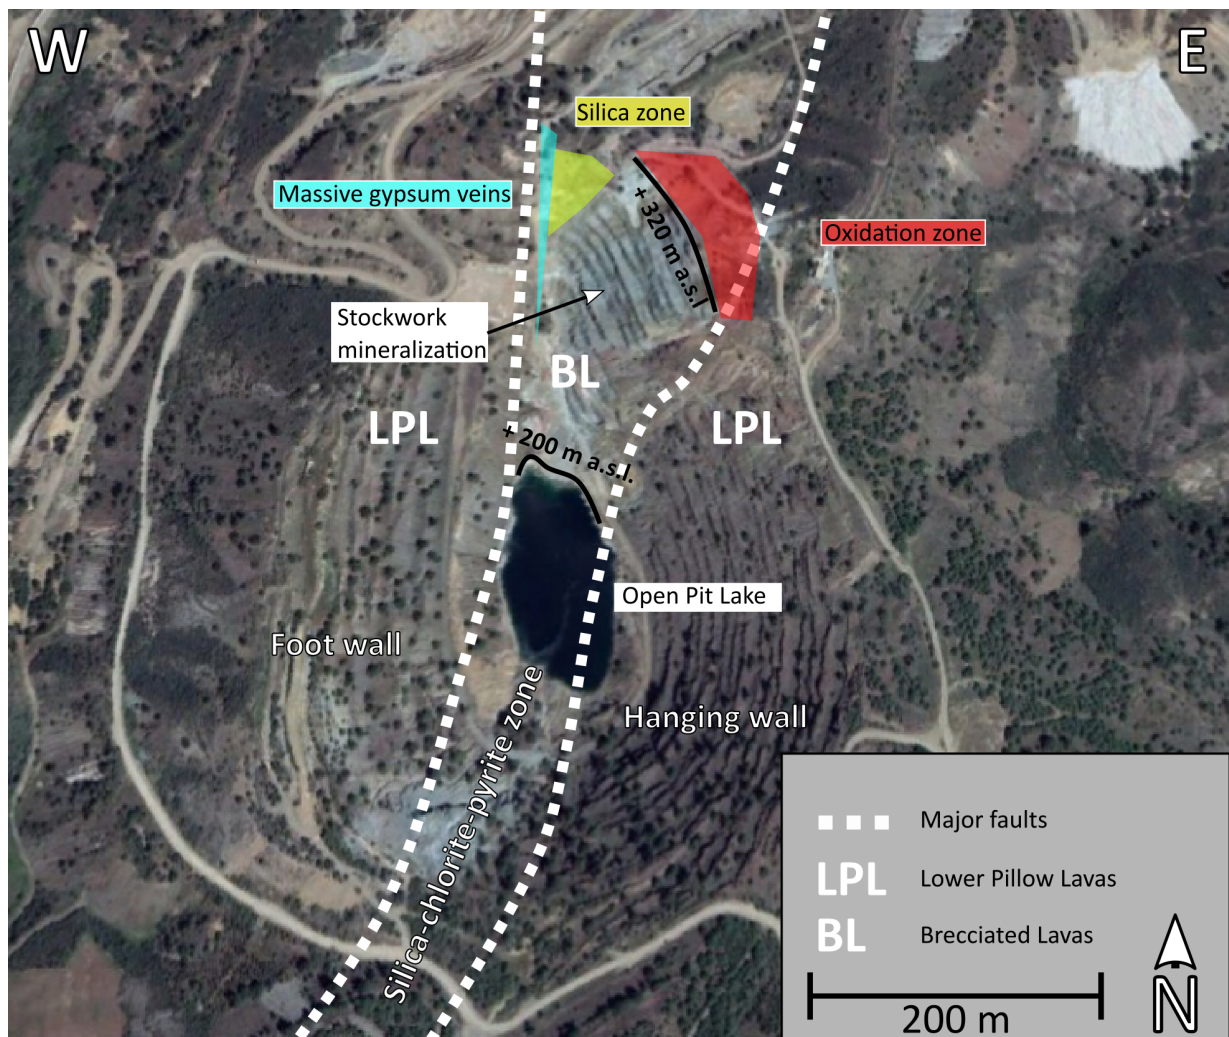 W
E
Silica zone
Massive gypsum veins
+ 320 m a.s.l
Oxidation zone
Stockwork
mineralization
BL
LPL
LPL
+ 200 m a.s.l.
Open Pit Lake
Foot wall
Hanging wall
Silica-chlorite-pyrite zone
Major faults
LPL Lower Pillow Lavas
BL Brecciated Lavas
200 m
N